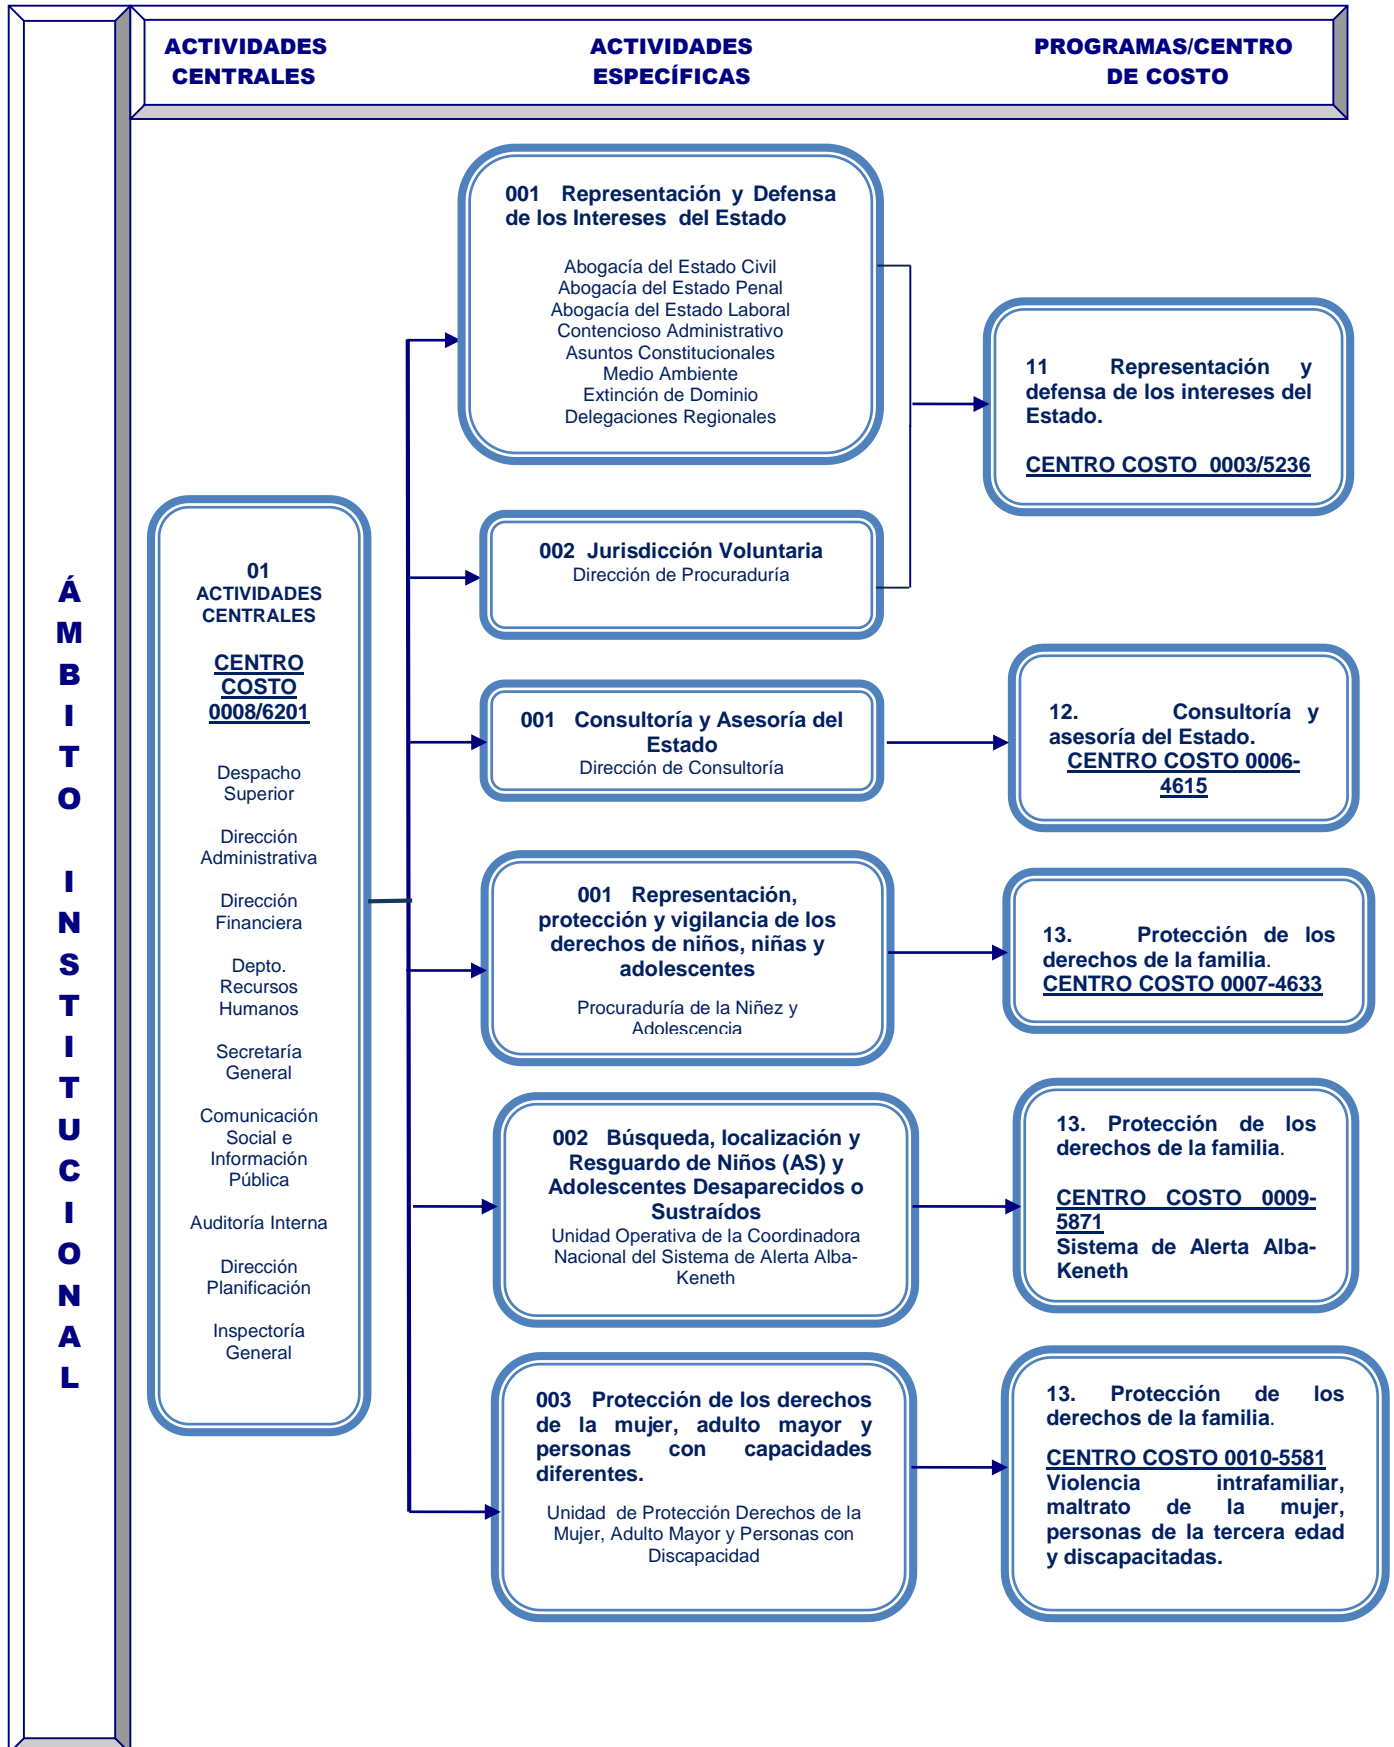 ACTIVIDADES
CENTRALES
ACTIVIDADES
ESPECÍFICAS
PROGRAMAS/CENTRO
DE COSTO
Á
M
B
I
T
O
I
N
S
T
I
T
U
C
I
O
N
A
L
01
ACTIVIDADES
CENTRALES
CENTRO
COSTO
0008/6201
Despacho
Superior
Dirección
Administrativa
Dirección
Financiera
Depto.
Recursos
Humanos
Secretaría
General
Comunicación
Social e
Información
Pública
Auditoría Interna
Dirección
Planificación
Inspectoría
General
001 Representación y Defensa
de los Intereses del Estado
Abogacía del Estado Civil
Abogacía del Estado Penal
Abogacía del Estado Laboral
Contencioso Administrativo
Asuntos Constitucionales
Medio Ambiente
Extinción de Dominio
Delegaciones Regionales
002 Jurisdicción Voluntaria
Dirección de Procuraduría
11 Representación y
defensa de los intereses del
Estado.
CENTRO COSTO 0003/5236
001 Consultoría y Asesoría del
Estado
Dirección de Consultoría
12. Consultoría y
asesoría del Estado.
CENTRO COSTO 0006-
4615
001 Representación,
protección y vigilancia de los
derechos de niños, niñas y
adolescentes
Procuraduría de la Niñez y
Adolescencia
13. Protección de los
derechos de la familia.
CENTRO COSTO 0007-4633
002 Búsqueda, localización y
Resguardo de Niños (AS) y
Adolescentes Desaparecidos o
Sustraídos
Unidad Operativa de la Coordinadora
Nacional del Sistema de Alerta Alba-
Keneth
13. Protección de los
derechos de la familia.
CENTRO COSTO 0009-
5871
Sistema de Alerta Alba-
Keneth
003 Protección de los derechos
de la mujer, adulto mayor y
personas con capacidades
diferentes.
Unidad de Protección Derechos de la
Mujer, Adulto Mayor y Personas con
Discapacidad
13. Protección de los
derechos de la familia.
CENTRO COSTO 0010-5581
Violencia intrafamiliar,
maltrato de la mujer,
personas de la tercera edad
y discapacitadas.